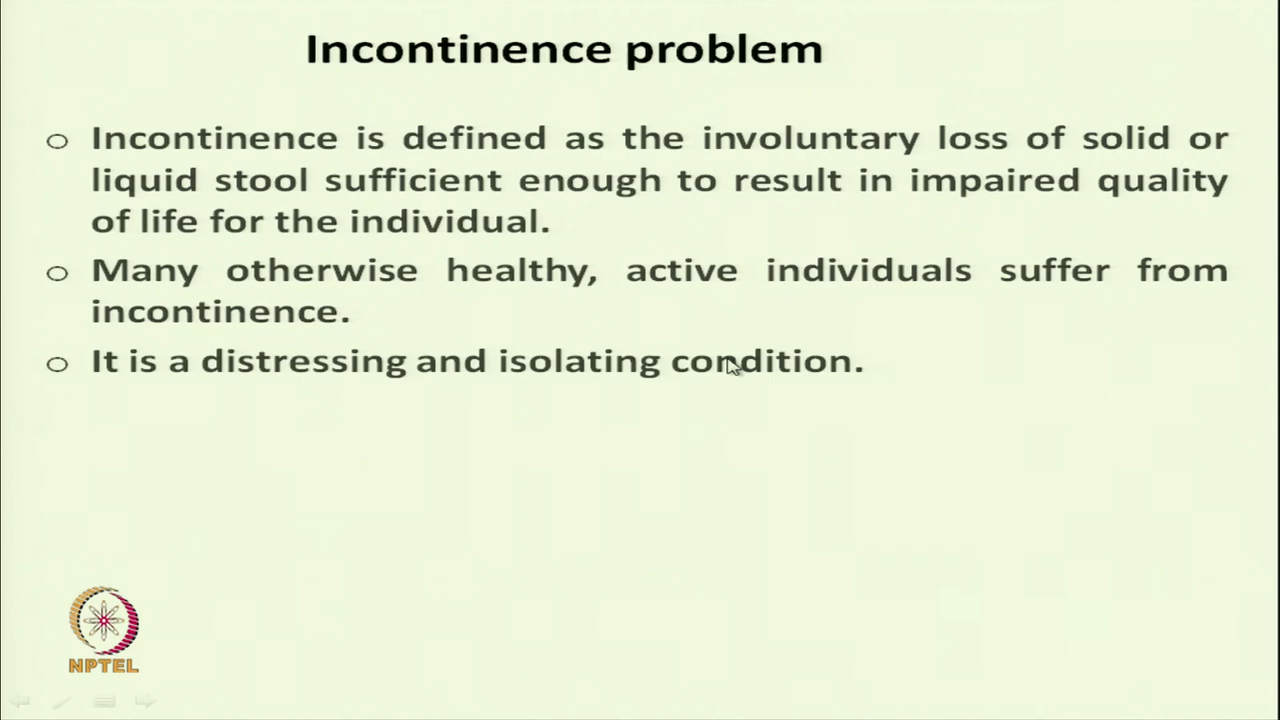 Incontinence problem
Incontinence is defined as the involuntary loss of solid or
liquid stool sufficient enough to result in impaired quality
of life for the individual.
Many otherwise healthy, active individuals suffer from
incontinence.
It is a distressing and isolating condition.
NPTEL